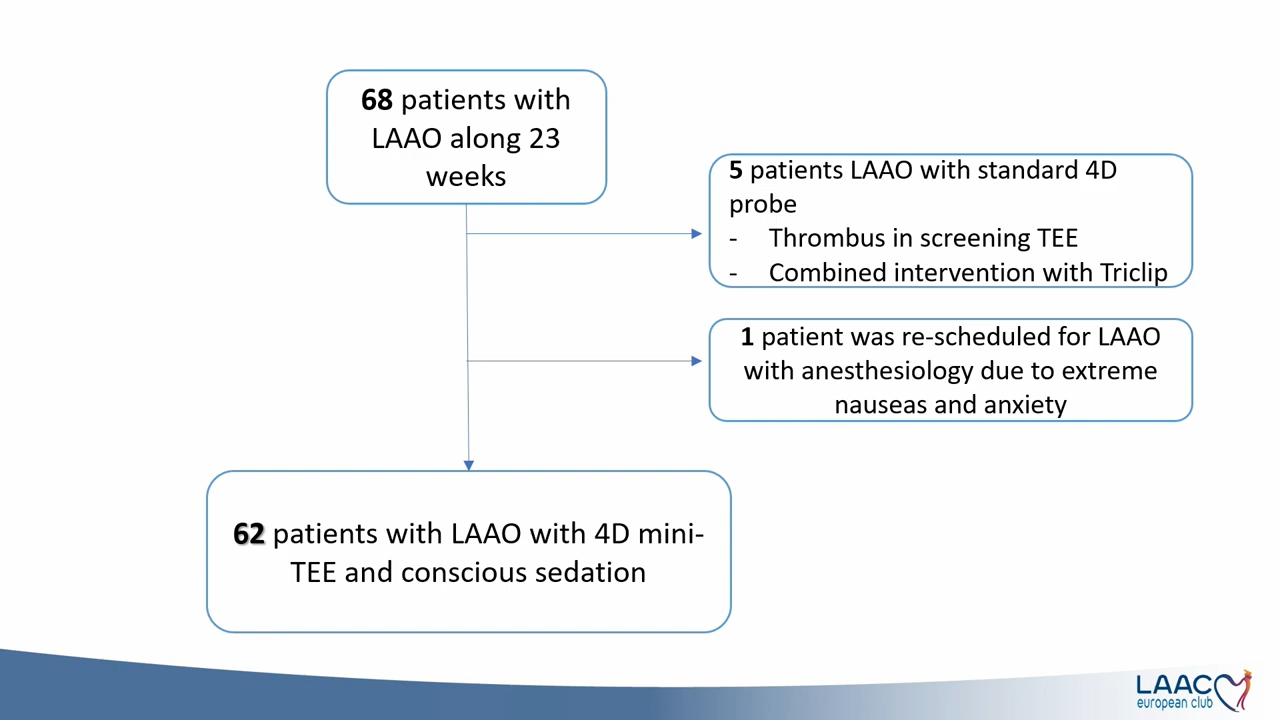 68 patients with
LAAO along 23
weeks
5 patients LAAO with standard 4D
probe
- Thrombus in screening TEE
- Combined intervention with Triclip
1 patient was re-scheduled for LAAO
with anesthesiology due to extreme
nauseas and anxiety
62 patients with LAAO with 4D mini-
TEE and conscious sedation
LAAC
european club